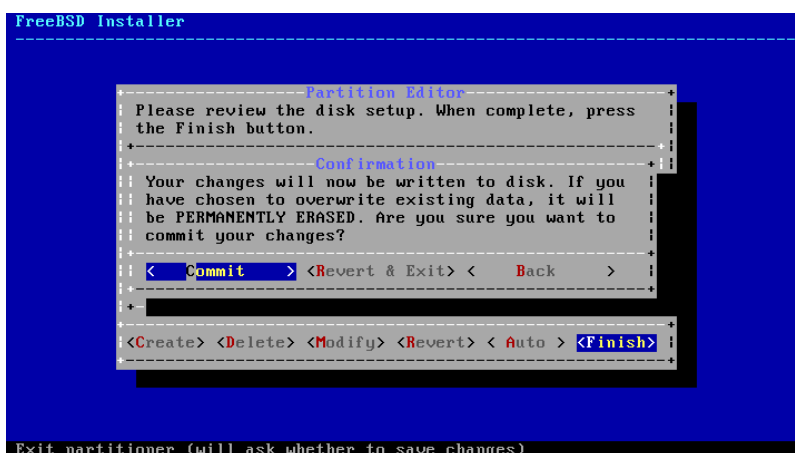 FreeBSD Installer
Partition Editor
Please review the disk setup. When complete, press
the Finish button.
Confirmation
Your changes will now be written to disk. If you
have chosen to overwrite existing data, it will
be PERMANENTLY ERASED. Are you sure you want to
commit your changes?
<   Commit   > <Revert & Exit> <   Back   >
<Create> <Delete> <Modify> <Revert> < Auto > <Finish>
Exit partitioner (will ask whether to save changes)